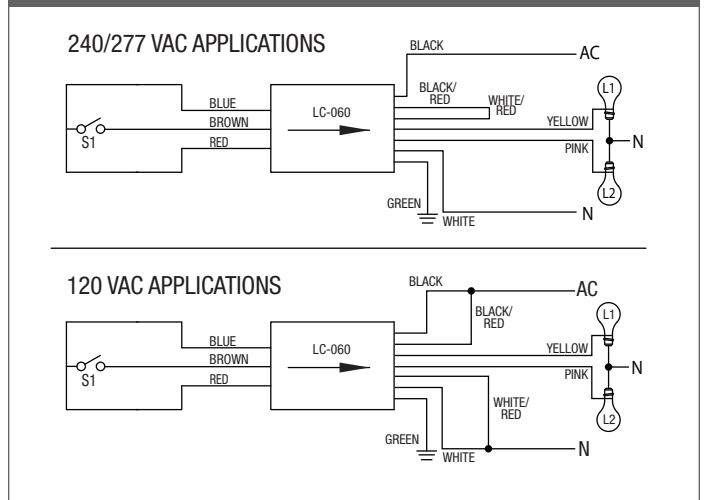 240/277 VAC APPLICATIONS
BLACK
AC
BLACK/
RED
WHITE/
RED
L1
BLUE
LC-060
BROWN
YELLOW
S1
RED
PINK
N
L2
GREEN
WHITE
N
120 VAC APPLICATIONS
BLACK
AC
BLACK/
RED
L1
BLUE
LC-060
YELLOW
BROWN
N
S1
RED
PINK
WHITE/
RED
L2
GREEN
WHITE
N